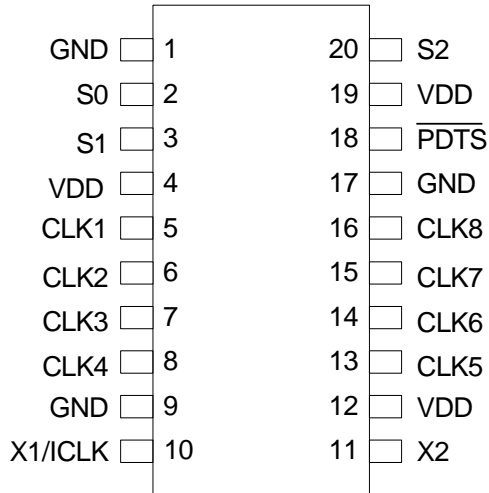 GND 1 20 S2
S0 2 19 VDD
S1 3 18 PDTS
VDD 4 17 GND
CLK1 5 16 CLK8
CLK2 6 15 CLK7
CLK3 7 14 CLK6
CLK4 8 13 CLK5
GND 9 12 VDD
X1/ICLK 10 11 X2